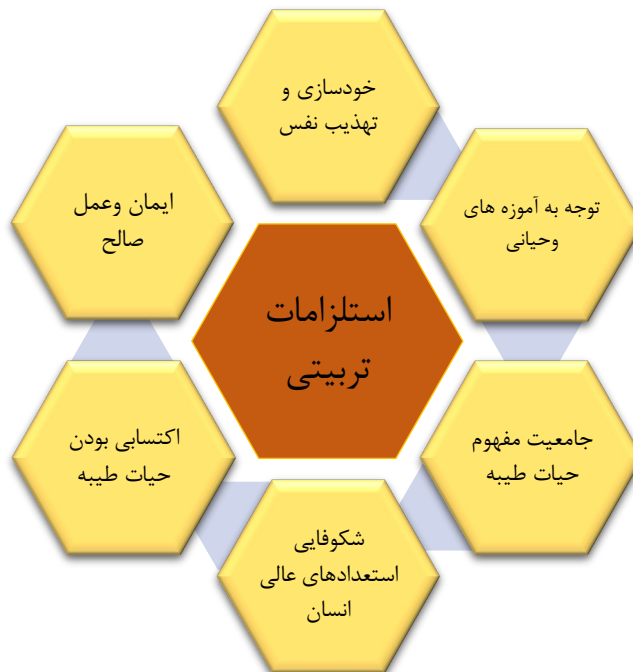 خودسازی و
تهذیب نفس
توجه به آموزه های
وحیانی
ایمان وعمل
صالح
استلزامات
تربیتی
جامعیت مفهوم
حیات طیبه
اکتسابی بودن
حیات طیبه
شکوفایی
استعدادهای عالی
انسان